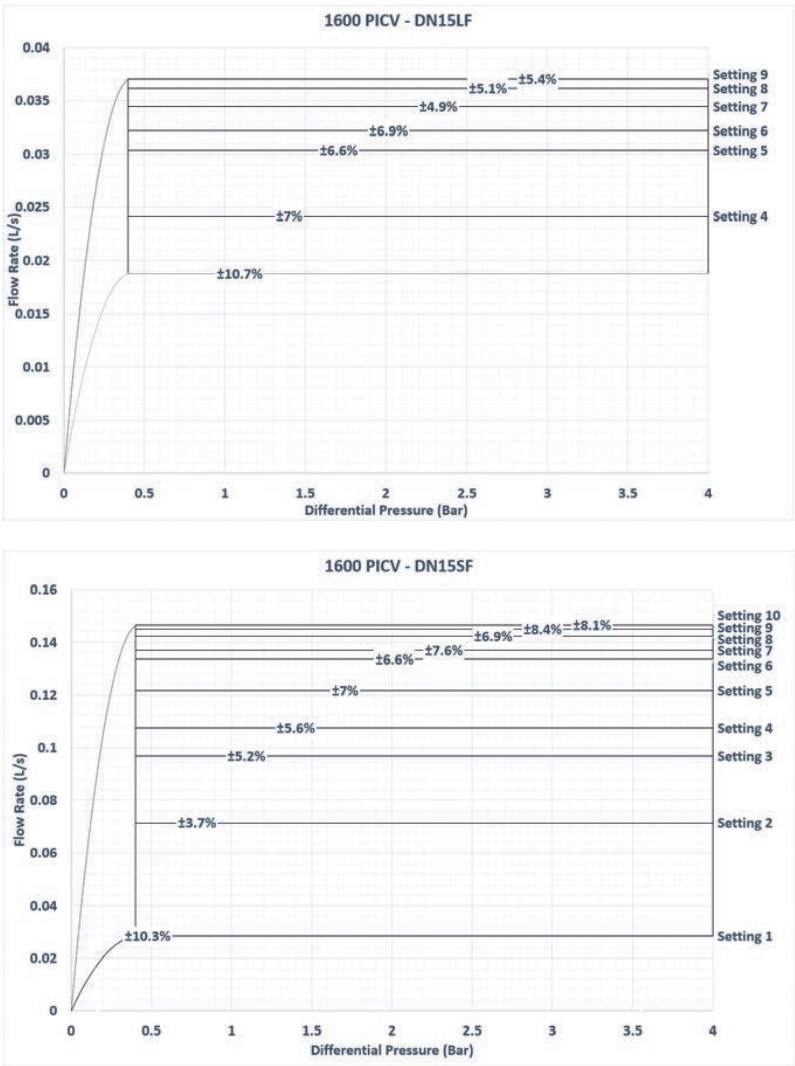 1600 PICV - DN15LF
0.04
0.035
0.03
0.025
0.02
0.015
0.01
0.005
0
Flow Rate (L/s)
±5.4%
±5.1%
±4.9%
±6.9%
±6.6%
±7%
±10.7%
Setting 9
Setting 8
Setting 7
Setting 6
Setting 5
Setting 4
0 0.5 1 1.5 2 2.5 3 3.5 4
Differential Pressure (Bar)
1600 PICV - DN15SF
0.16
0.14
0.12
0.1
0.08
0.06
0.04
0.02
0
Flow Rate (L/s)
±8.1%
±8.4%
±6.9%
±7.6%
±6.6%
±7%
±5.6%
±5.2%
±3.7%
±10.3%
Setting 10
Setting 9
Setting 8
Setting 7
Setting 6
Setting 5
Setting 4
Setting 3
Setting 2
Setting 1
0 0.5 1 1.5 2 2.5 3 3.5 4
Differential Pressure (Bar)